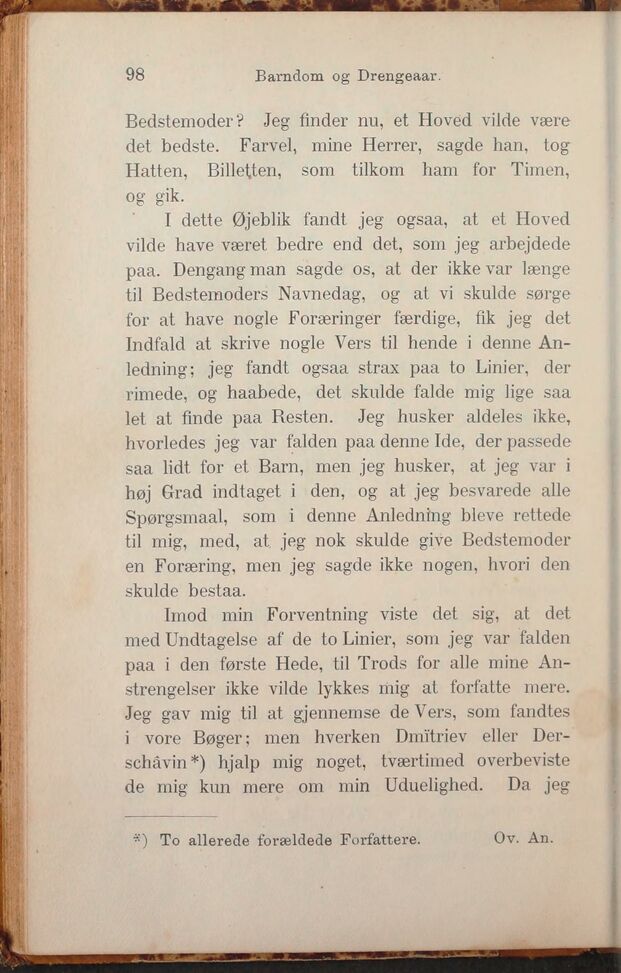 98 Barndom og Drengeaar.
Bedstemoder? Jeg finder nu, et Hoved vilde være
det bedste. Farvel, mine Herrer, sagde han, tog
Hatten, Billetten, som tilkom ham for Timen,
og gik.
I dette Øjeblik fandt jeg ogsaa, at et Hoved
vilde have været bedre end det, som jeg arbejdede
paa. Dengang man sagde os, at der ikke var længe
til Bedstemoders Navnedag, og at vi skulde sørge
for at have nogle Foræringer færdige, fik jeg det
Indfald at skrive nogle Vers til hende i denne An-
ledning; jeg fandt ogsaa strax paa to Linier, der
rimede, og haabede, det skulde falde mig lige saa
let at finde paa Resten. Jeg husker aldeles ikke,
hvorledes jeg var falden paa denne Ide, der passede
saa lidt for et Barn, men jeg husker, at jeg var i
høj Grad indtaget i den, og at jeg besvarede alle
Spørgsmaal, som i denne Anledning bleve rettede
til mig, med, at jeg nok skulde give Bedstemoder
en Foræring, men jeg sagde ikke nogen, hvori den
skulde bestaa.
Imod min Forventning viste det sig, at det
med Undtagelse af de to Linier, som jeg var falden
paa i den første Hede, til Trods for alle mine An-
strengelser ikke vilde lykkes mig at forfatte mere.
Jeg gav mig til at gjennemse de Vers, som fandtes
i vore Bøger; men hverken Dmïtriev eller Der-
schâvin*) hjalp mig noget, tværtimed overbeviste
de mig kun mere om min Uduelighed. Da jeg
*) To allerede forældede Forfattere. Ov. An.